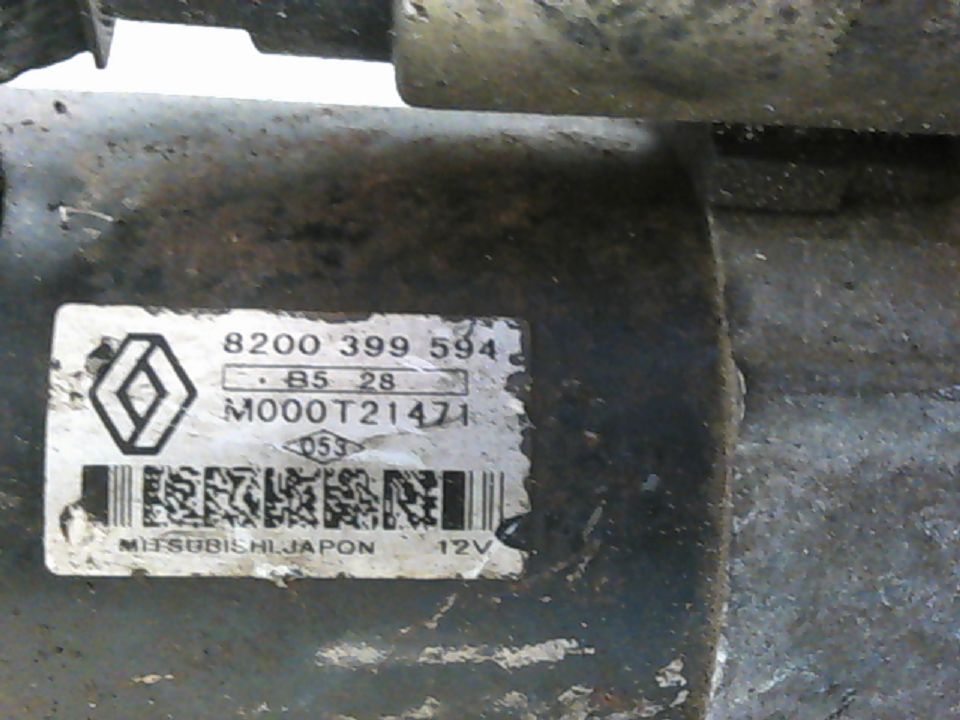 8200 399 594
· B5 28
M000T21471
053
MITSUBISHI.JAPON 12V